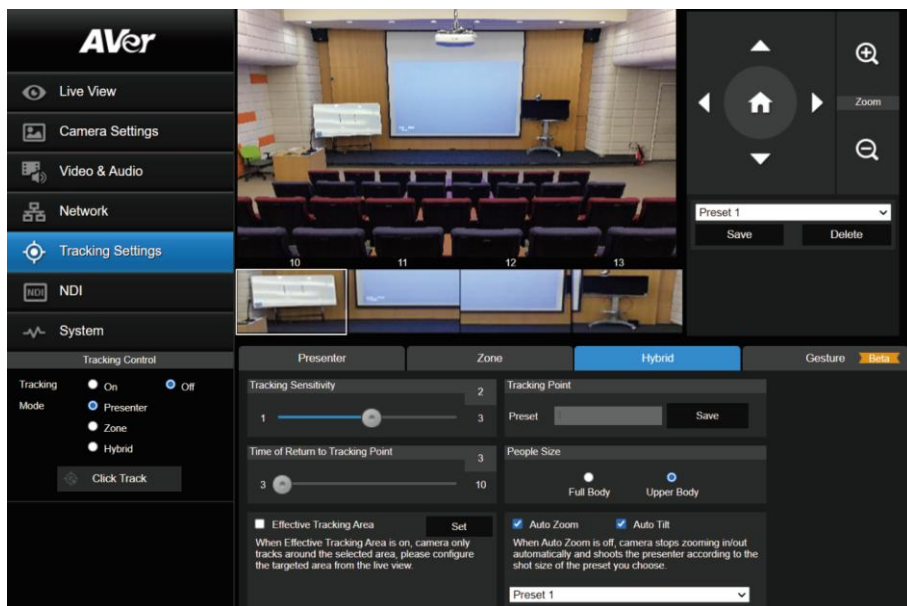 AVer
Live View
Camera Settings
Video & Audio
Network
Tracking Settings
NDI
NDI
System
Tracking Control
Tracking
On
Off
Mode
Presenter
Zone
Hybrid
Click Track
10
11
12
13
Zoom
Preset 1
Save
Delete
Presenter
Zone
Hybrid
Gesture
Beta
Tracking Sensitivity
2
1
3
Time of Return to Tracking Point
3
3
10
Effective Tracking Area
Set
When Effective Tracking Area is on, camera only
tracks around the selected area, please configure
the targeted area from the live view.
Tracking Point
Preset
Save
People Size
Full Body
Upper Body
Auto Zoom
Auto Tilt
When Auto Zoom is off, camera stops zooming in/out
automatically and shoots the presenter according to the
shot size of the preset you choose.
Preset 1